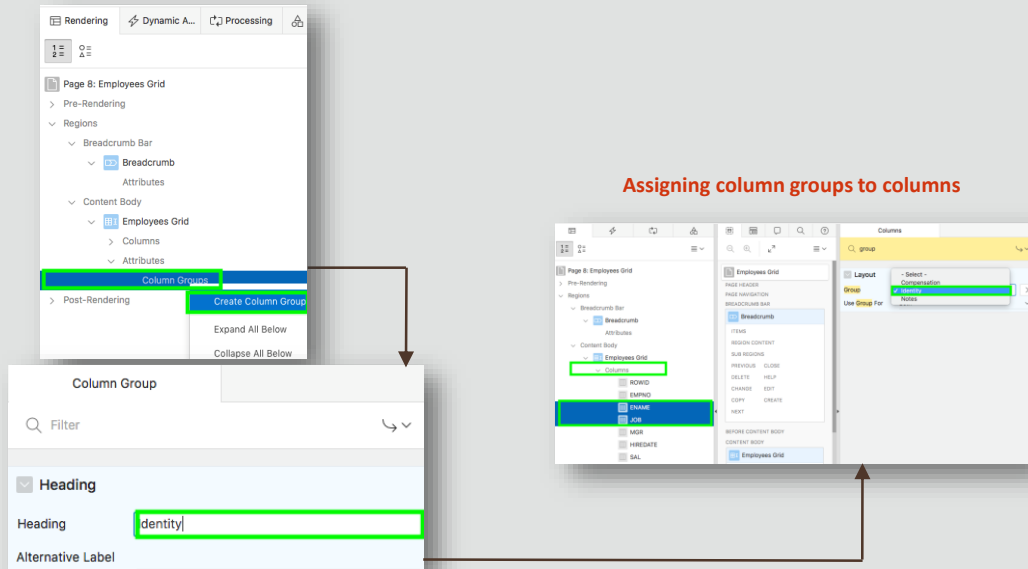 Rendering
Dynamic A...
Processing
Page 8: Employees Grid
Pre-Rendering
Regions
Breadcrumb Bar
Breadcrumb
Attributes
Content Body
Employees Grid
Columns
Attributes
Column Groups
Create Column Group
Post-Rendering
Expand All Below
Collapse All Below
Column Group
Filter
Heading
Heading
dentity
Alternative Label
Assigning column groups to columns
Page 8: Employees Grid
Pre-Rendering
Regions
Breadcrumb Bar
Breadcrumb
Attributes
Content Body
Employees Grid
Columns
ROWID
EMPNO
ENAME
JOB
MGR
HIREDATE
SAL
Employees Grid
PAGE HEADER
PAGE NAVIGATION
BREADCRUMB BAR
Breadcrumb
ITEMS
REGION CONTENT
SUB REGIONS
PREVIOUS CLOSE
DELETE HELP
CHANGE EDIT
COPY CREATE
NEXT
BEFORE CONTENT BODY
CONTENT BODY
Employees Grid
Columns
group
Layout
- Select -
Compensation
Group
Identity
Notes
Use Group For